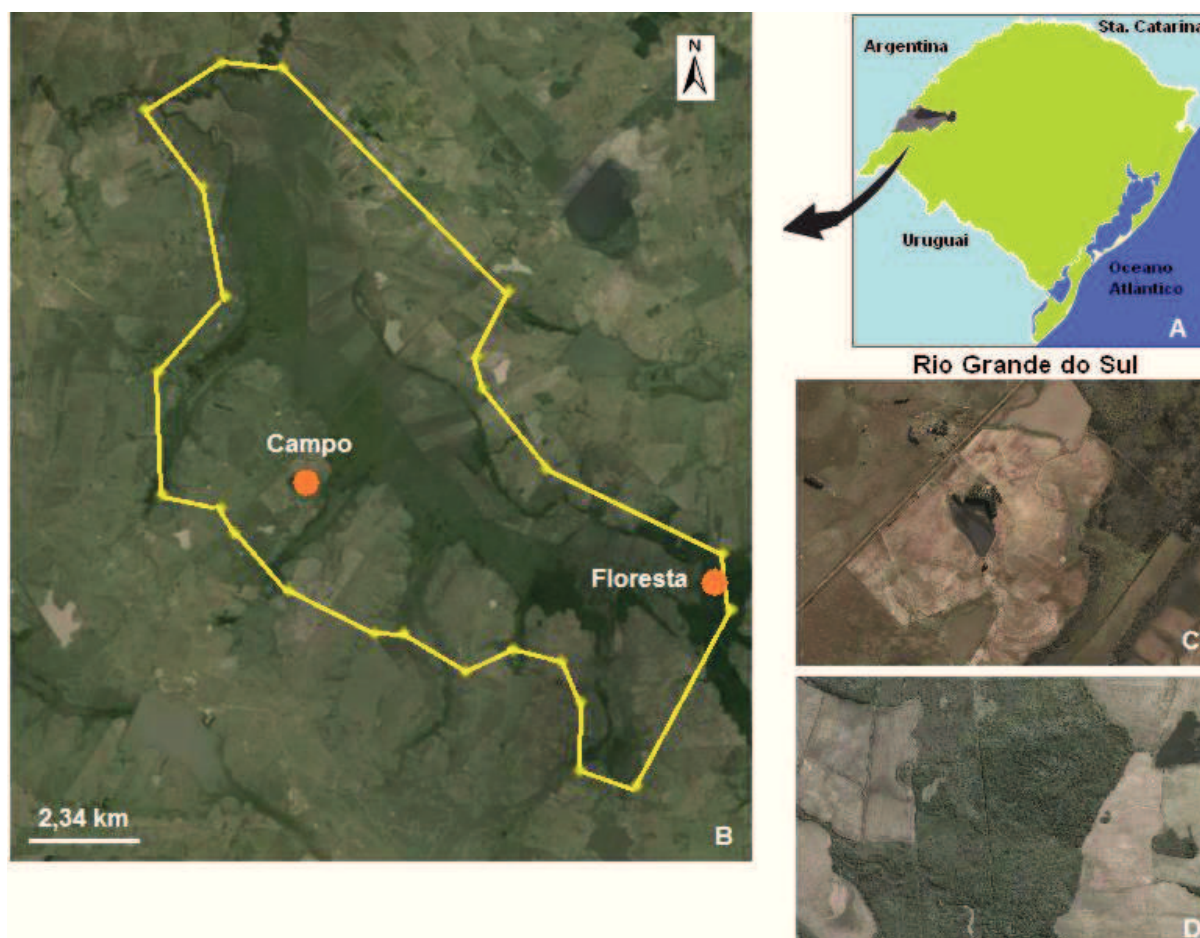 N
Campo
Floresta
2,34 km
B
Sta. Catarina
Argentina
Uruguai
Oceano
Atlântico
A
Rio Grande do Sul
C
D